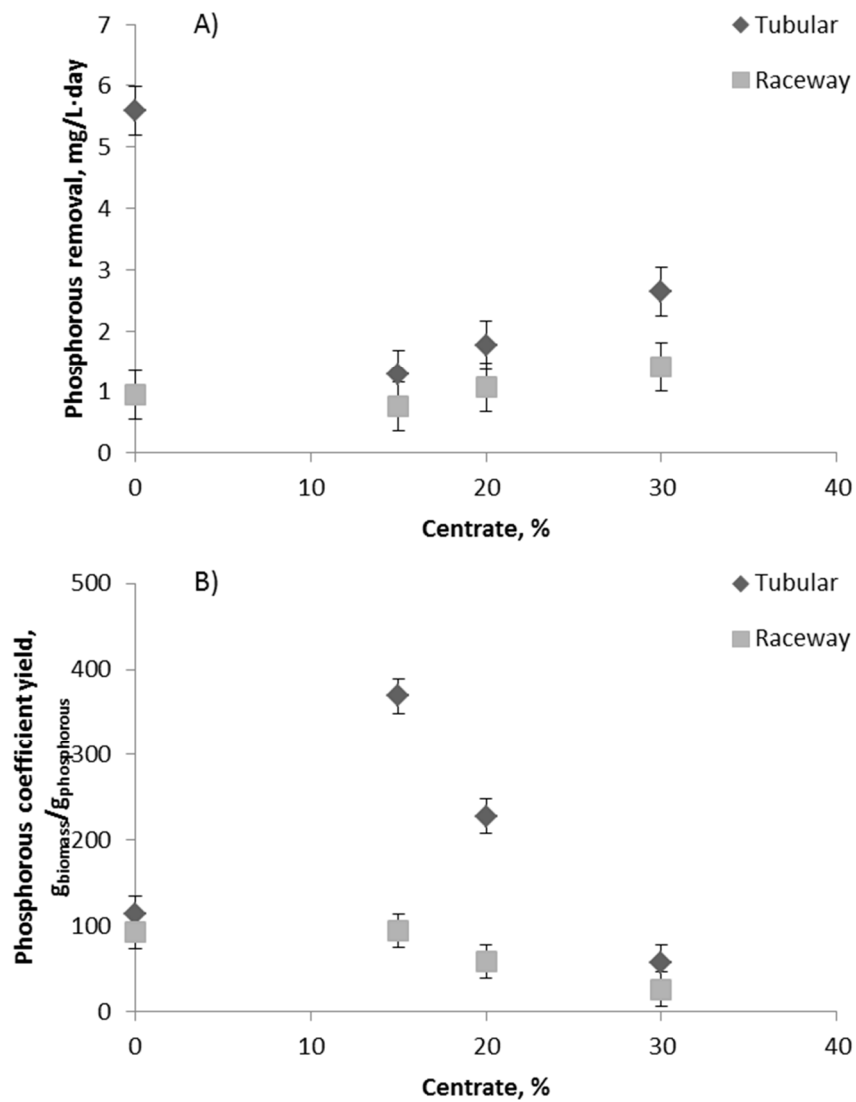 A)
Tubular
Raceway
Phosphorous removal, mg/L·day
7
6
5
4
3
2
1
0
0 10 20 30 40
Centrate, %
B)
Tubular
Raceway
Phosphorous coefficient yield,
gbiomass/gphosphorous
500
400
300
200
100
0
0 10 20 30 40
Centrate, %